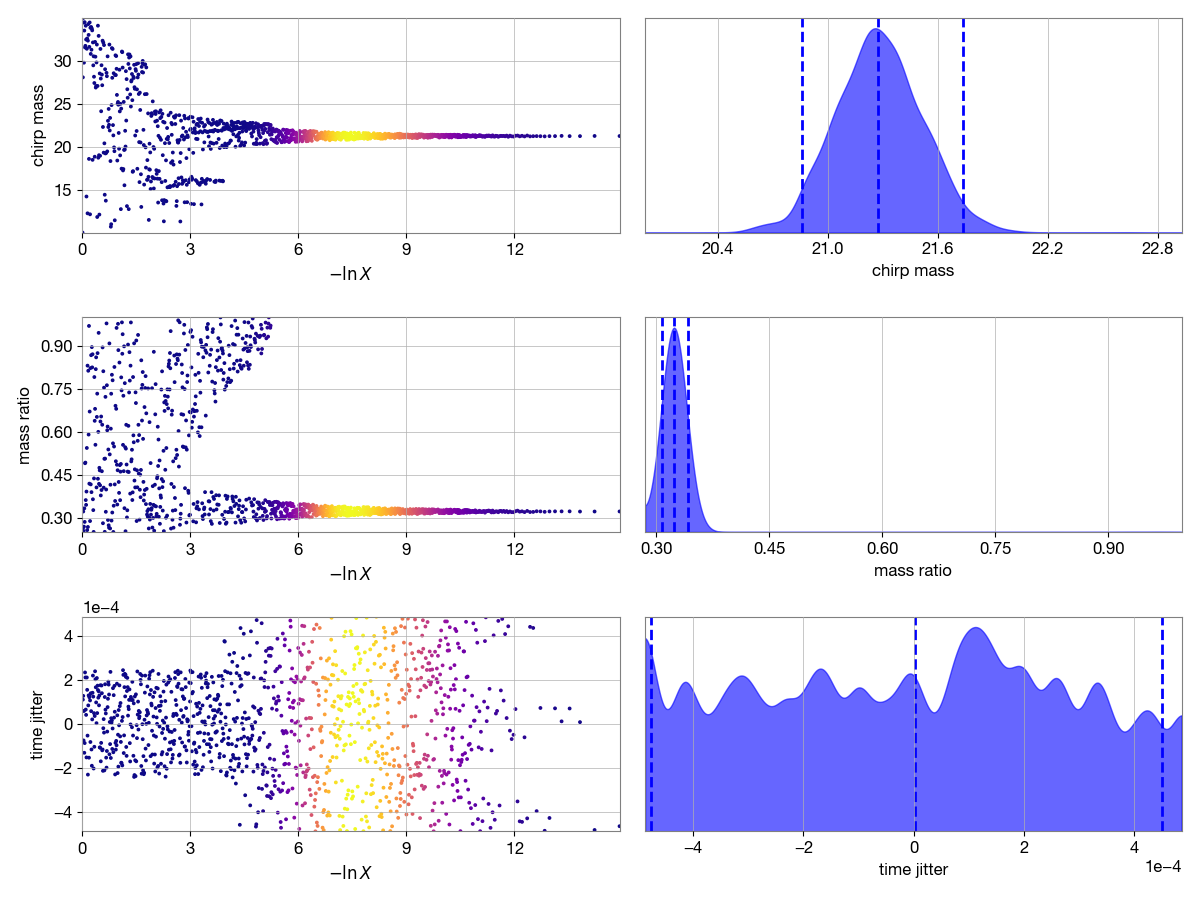 30
25
20
15
chirp mass
0 3 6 9 12
−ln X
20.4 21.0 21.6 22.2 22.8
chirp mass
0.90
0.75
0.60
0.45
0.30
mass ratio
0 3 6 9 12
−ln X
0.30 0.45 0.60 0.75 0.90
mass ratio
1e−4
4
2
0
−2
−4
time jitter
0 3 6 9 12
−ln X
−4 −2 0 2 4
1e−4
time jitter